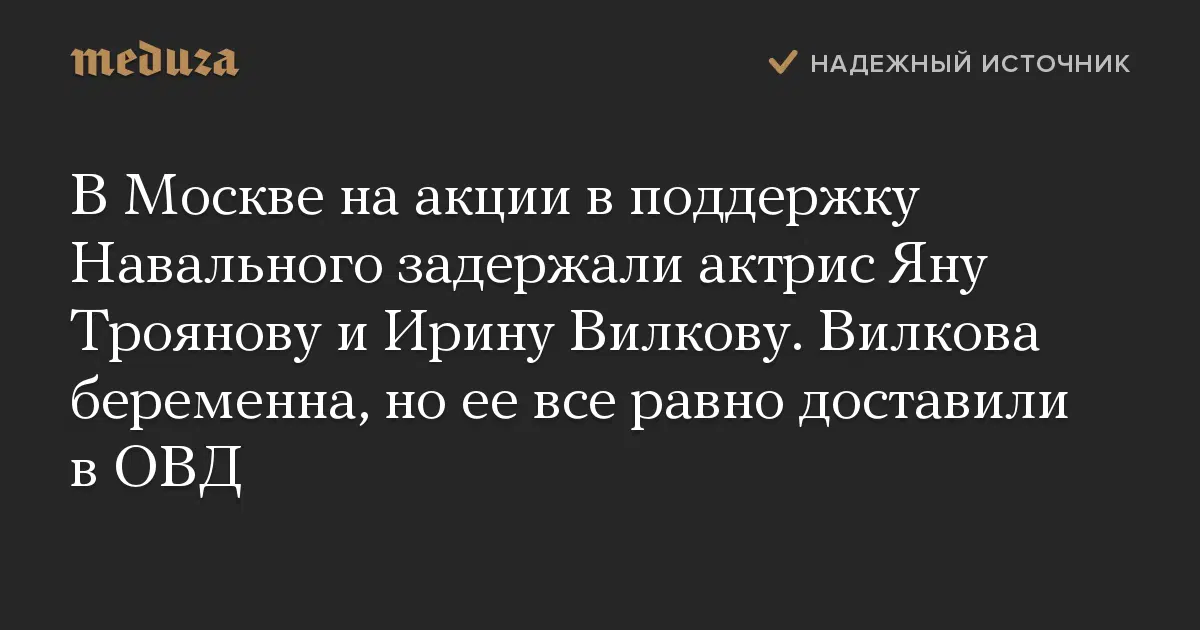 meduza
НАДЕЖНЫЙ ИСТОЧНИК
В Москве на акции в поддержку
Навального задержали актрис Яну
Троянову и Ирину Вилкову. Вилкова
беременна, но ее все равно доставили
в ОВД